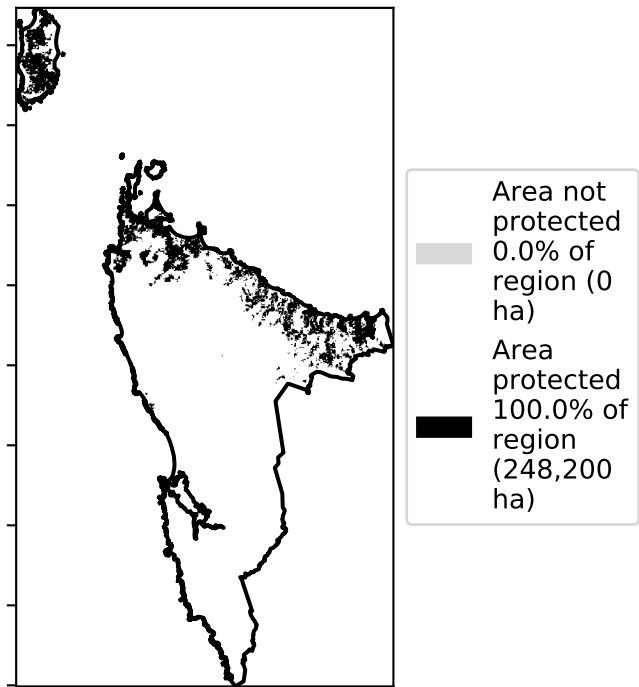 Area not
protected
0.0% of
region (0
ha)
Area
protected
100.0% of
region
(248,200
ha)